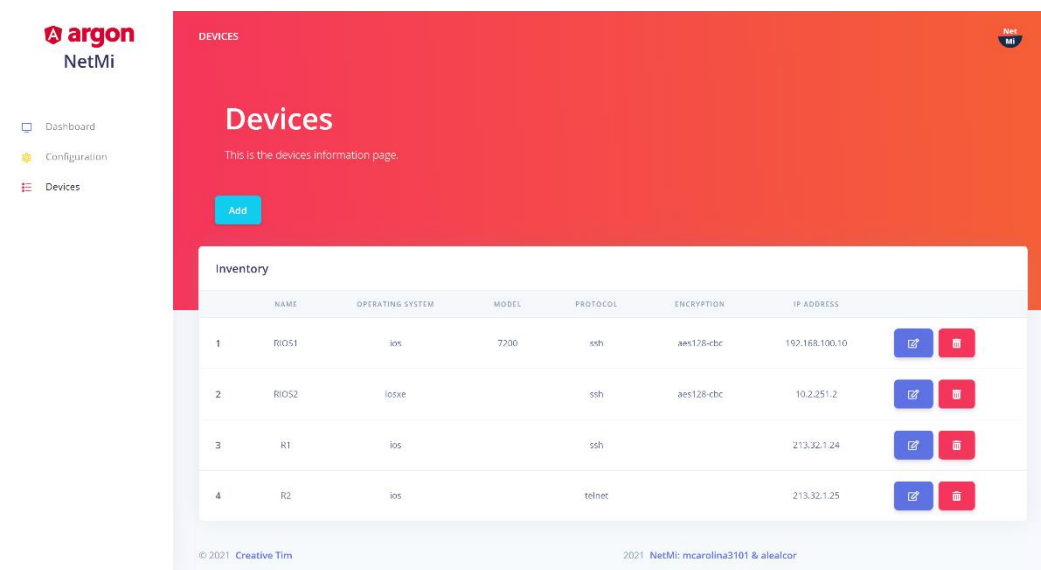 argon
NetMi
Dashboard
Configuration
Devices
DEVICES
Net
Mi
Devices
This is the devices information page.
Add
Inventory
NAME OPERATING SYSTEM MODEL PROTOCOL ENCRYPTION IP ADDRESS
1 RIOS1 ios 7200 ssh aes128-cbc 192.168.100.10
2 RIOS2 iosxe ssh aes128-cbc 10.2.251.2
3 R1 ios ssh 213.32.1.24
4 R2 ios telnet 213.32.1.25
© 2021 Creative Tim 2021 NetMi: mcarolina3101 & alealcor